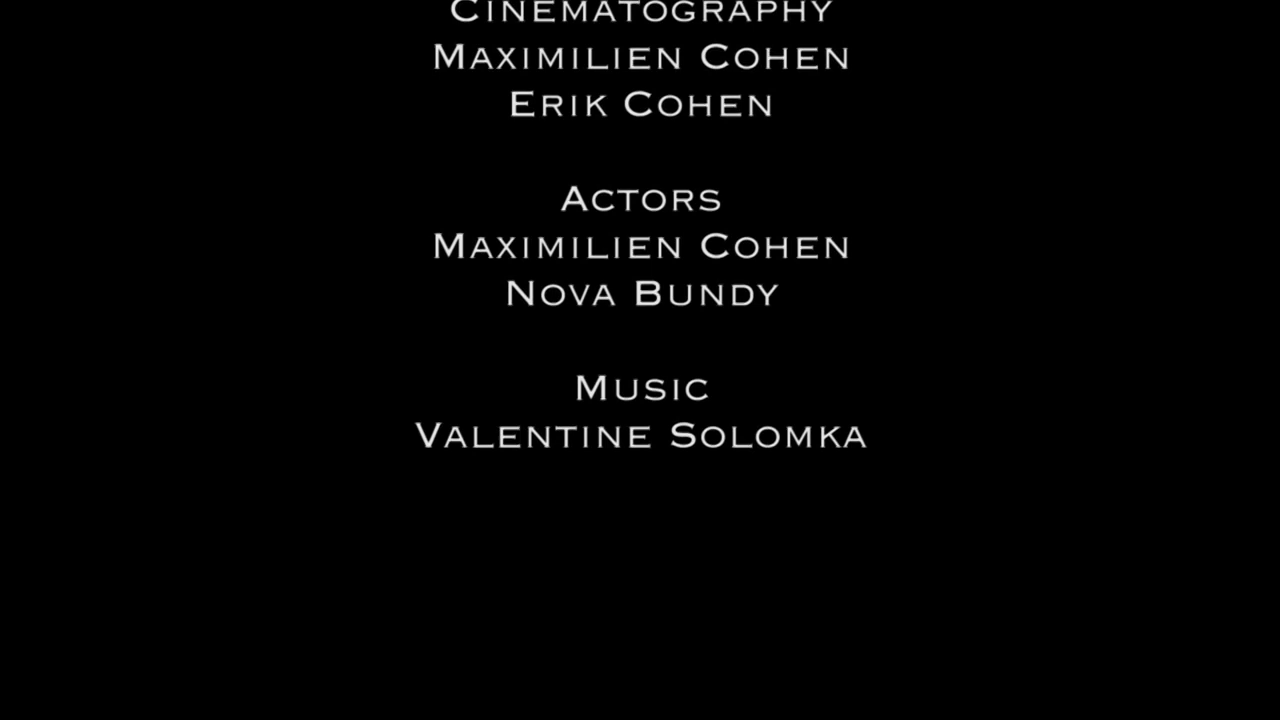 Cinematography
Maximilien Cohen
Erik Cohen
Actors
Maximilien Cohen
Nova Bundy
Music
Valentine Solomka